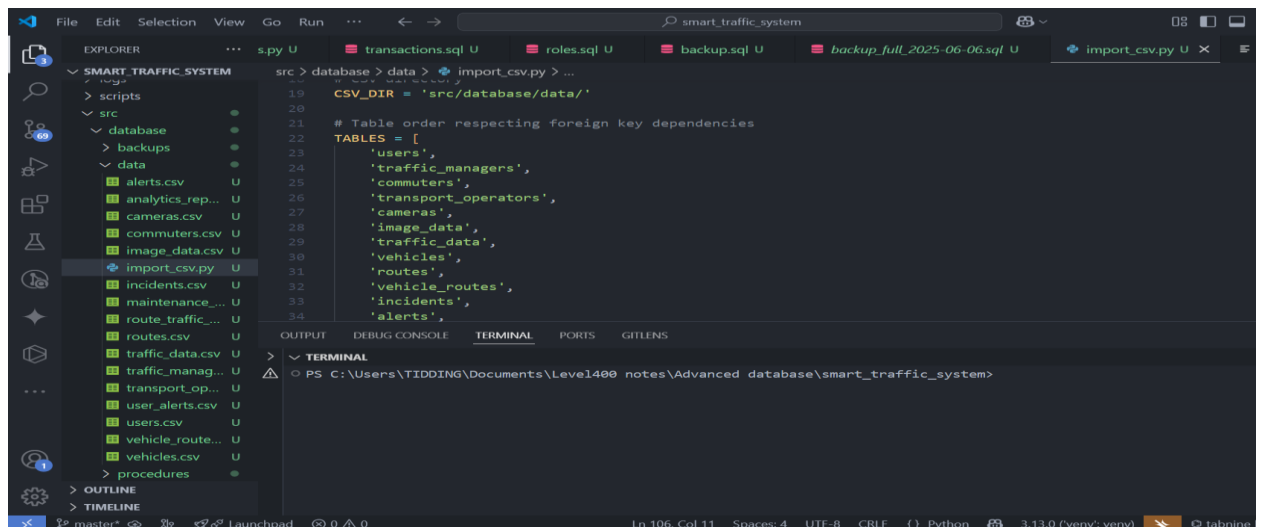 File Edit Selection View Go Run ··· ← → smart_traffic_system
EXPLORER ··· s.py U transactions.sql U roles.sql U backup.sql U backup_full_2025-06-06.sql U import_csv.py U
SMART_TRAFFIC_SYSTEM
src > database > data > import_csv.py > ...
logs
scripts
src
database
backups
data
alerts.csv U
analytics_rep... U
cameras.csv U
commuters.csv U
image_data.csv U
import_csv.py U
incidents.csv U
maintenance_... U
route_traffic_... U
routes.csv U
traffic_data.csv U
traffic_manag... U
transport_op... U
user_alerts.csv U
users.csv U
vehicle_route... U
vehicles.csv U
procedures
OUTLINE
TIMELINE
3
69
1
18 # CSV directory
19 CSV_DIR = 'src/database/data/'
20
21 # Table order respecting foreign key dependencies
22 TABLES = [
23 'users',
24 'traffic_managers',
25 'commuters',
26 'transport_operators',
27 'cameras',
28 'image_data',
29 'traffic_data',
30 'vehicles',
31 'routes',
32 'vehicle_routes',
33 'incidents',
34 'alerts',
OUTPUT DEBUG CONSOLE TERMINAL PORTS GITLENS
TERMINAL
PS C:\Users\TIDDING\Documents\Level400 notes\Advanced database\smart_traffic_system>
master* Launchpad 0 0 Ln 106, Col 11 Spaces: 4 UTF-8 CRLF {} Python 3.13.0 ('venv': venv) tabnine